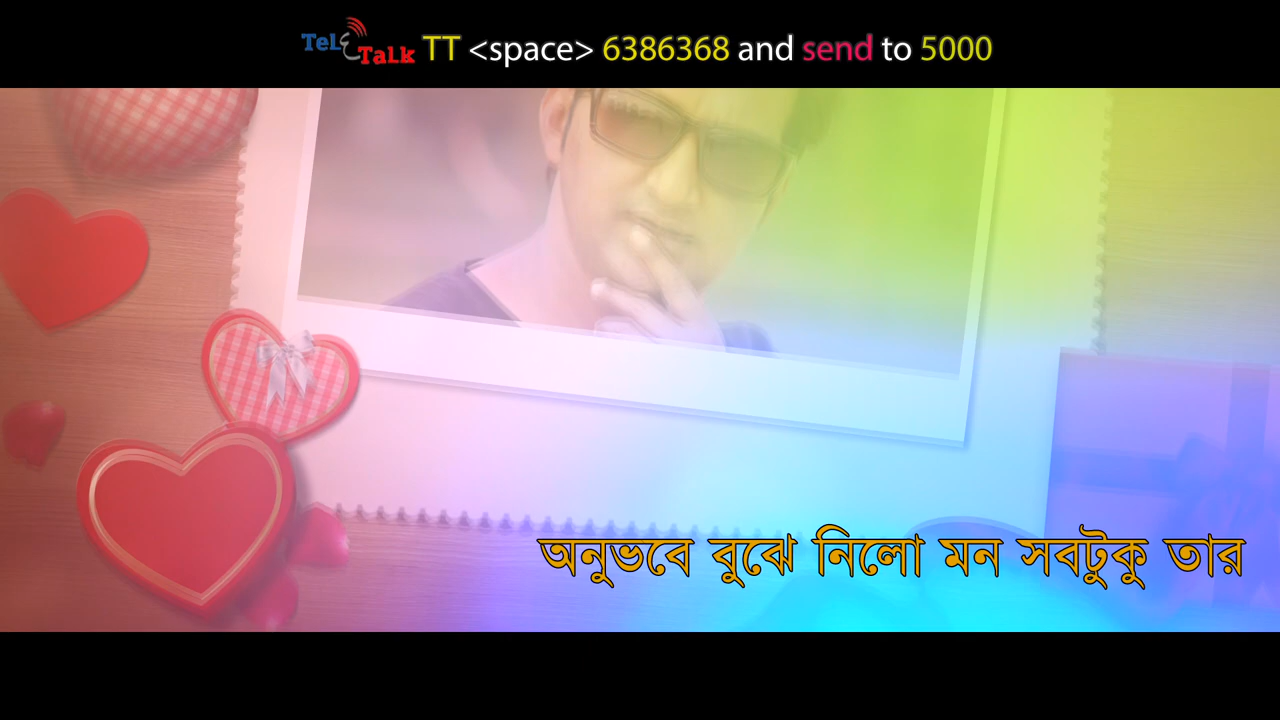 TeleTalk TT <space> 6386368 and send to 5000
অনুভবে বুঝে নিলো মন সবটুকু তার